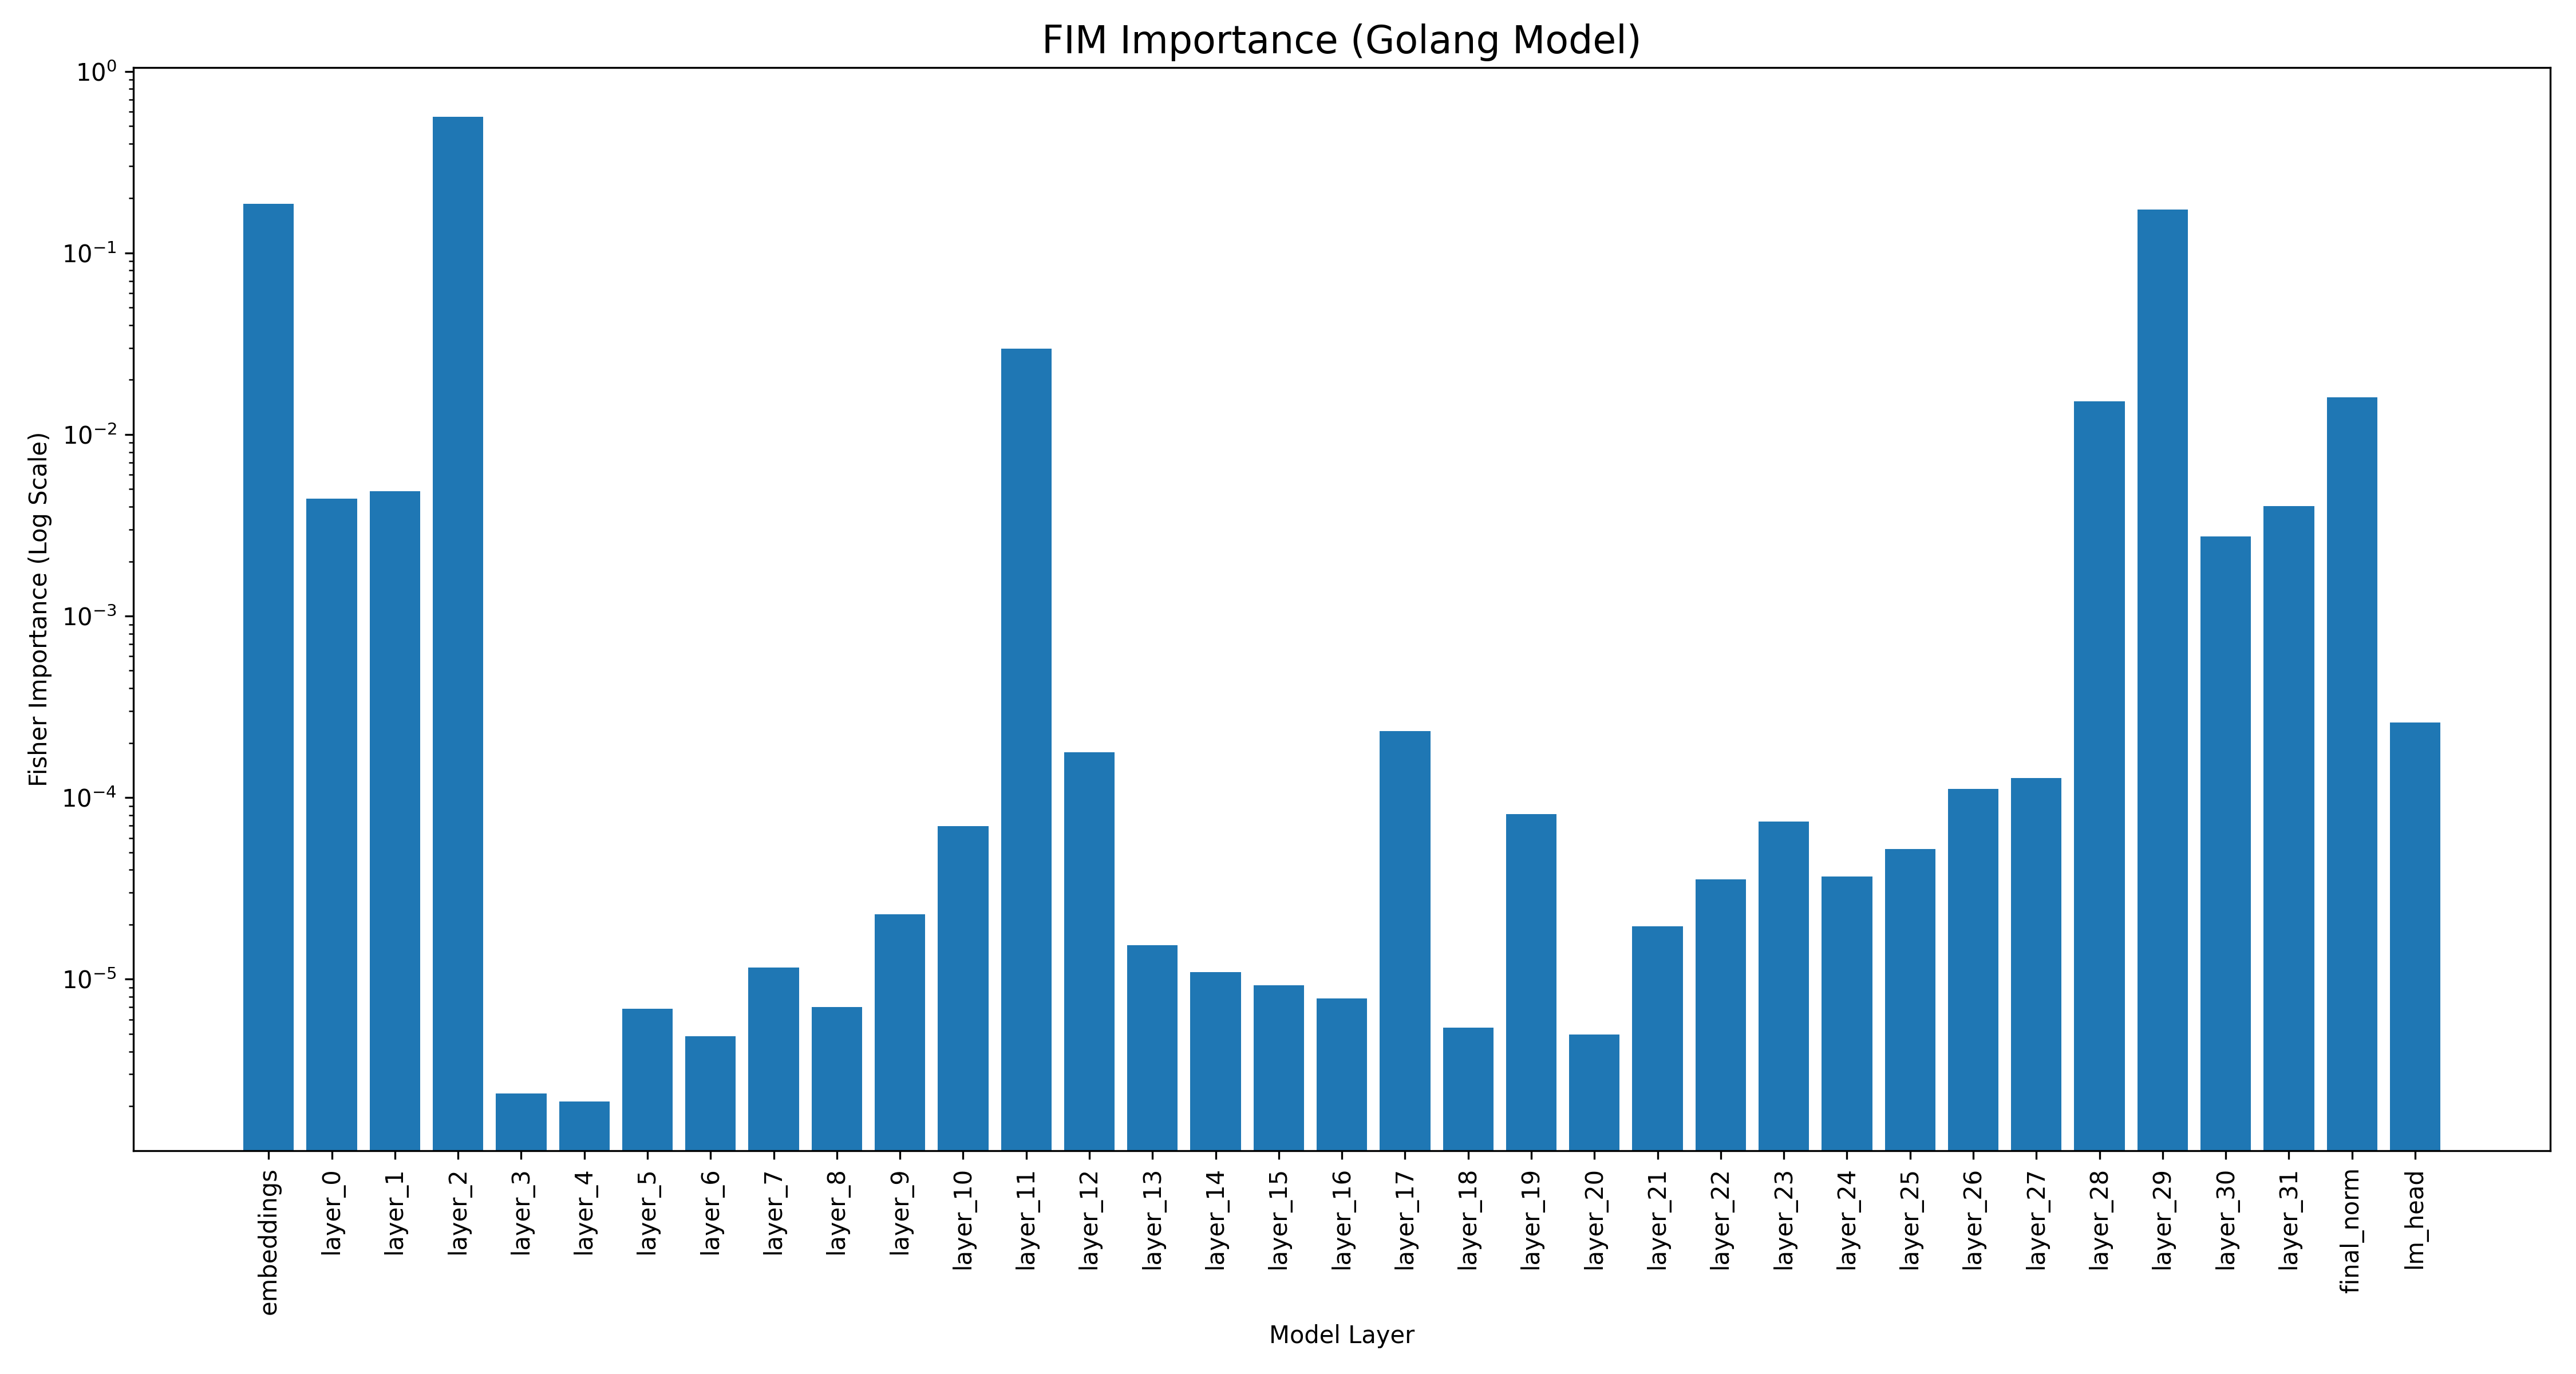 FIM Importance (Golang Model)
Fisher Importance (Log Scale)
10⁰
10⁻¹
10⁻²
10⁻³
10⁻⁴
10⁻⁵
embeddings
layer_0
layer_1
layer_2
layer_3
layer_4
layer_5
layer_6
layer_7
layer_8
layer_9
layer_10
layer_11
layer_12
layer_13
layer_14
layer_15
layer_16
layer_17
layer_18
layer_19
layer_20
layer_21
layer_22
layer_23
layer_24
layer_25
layer_26
layer_27
layer_28
layer_29
layer_30
layer_31
final_norm
lm_head
Model Layer